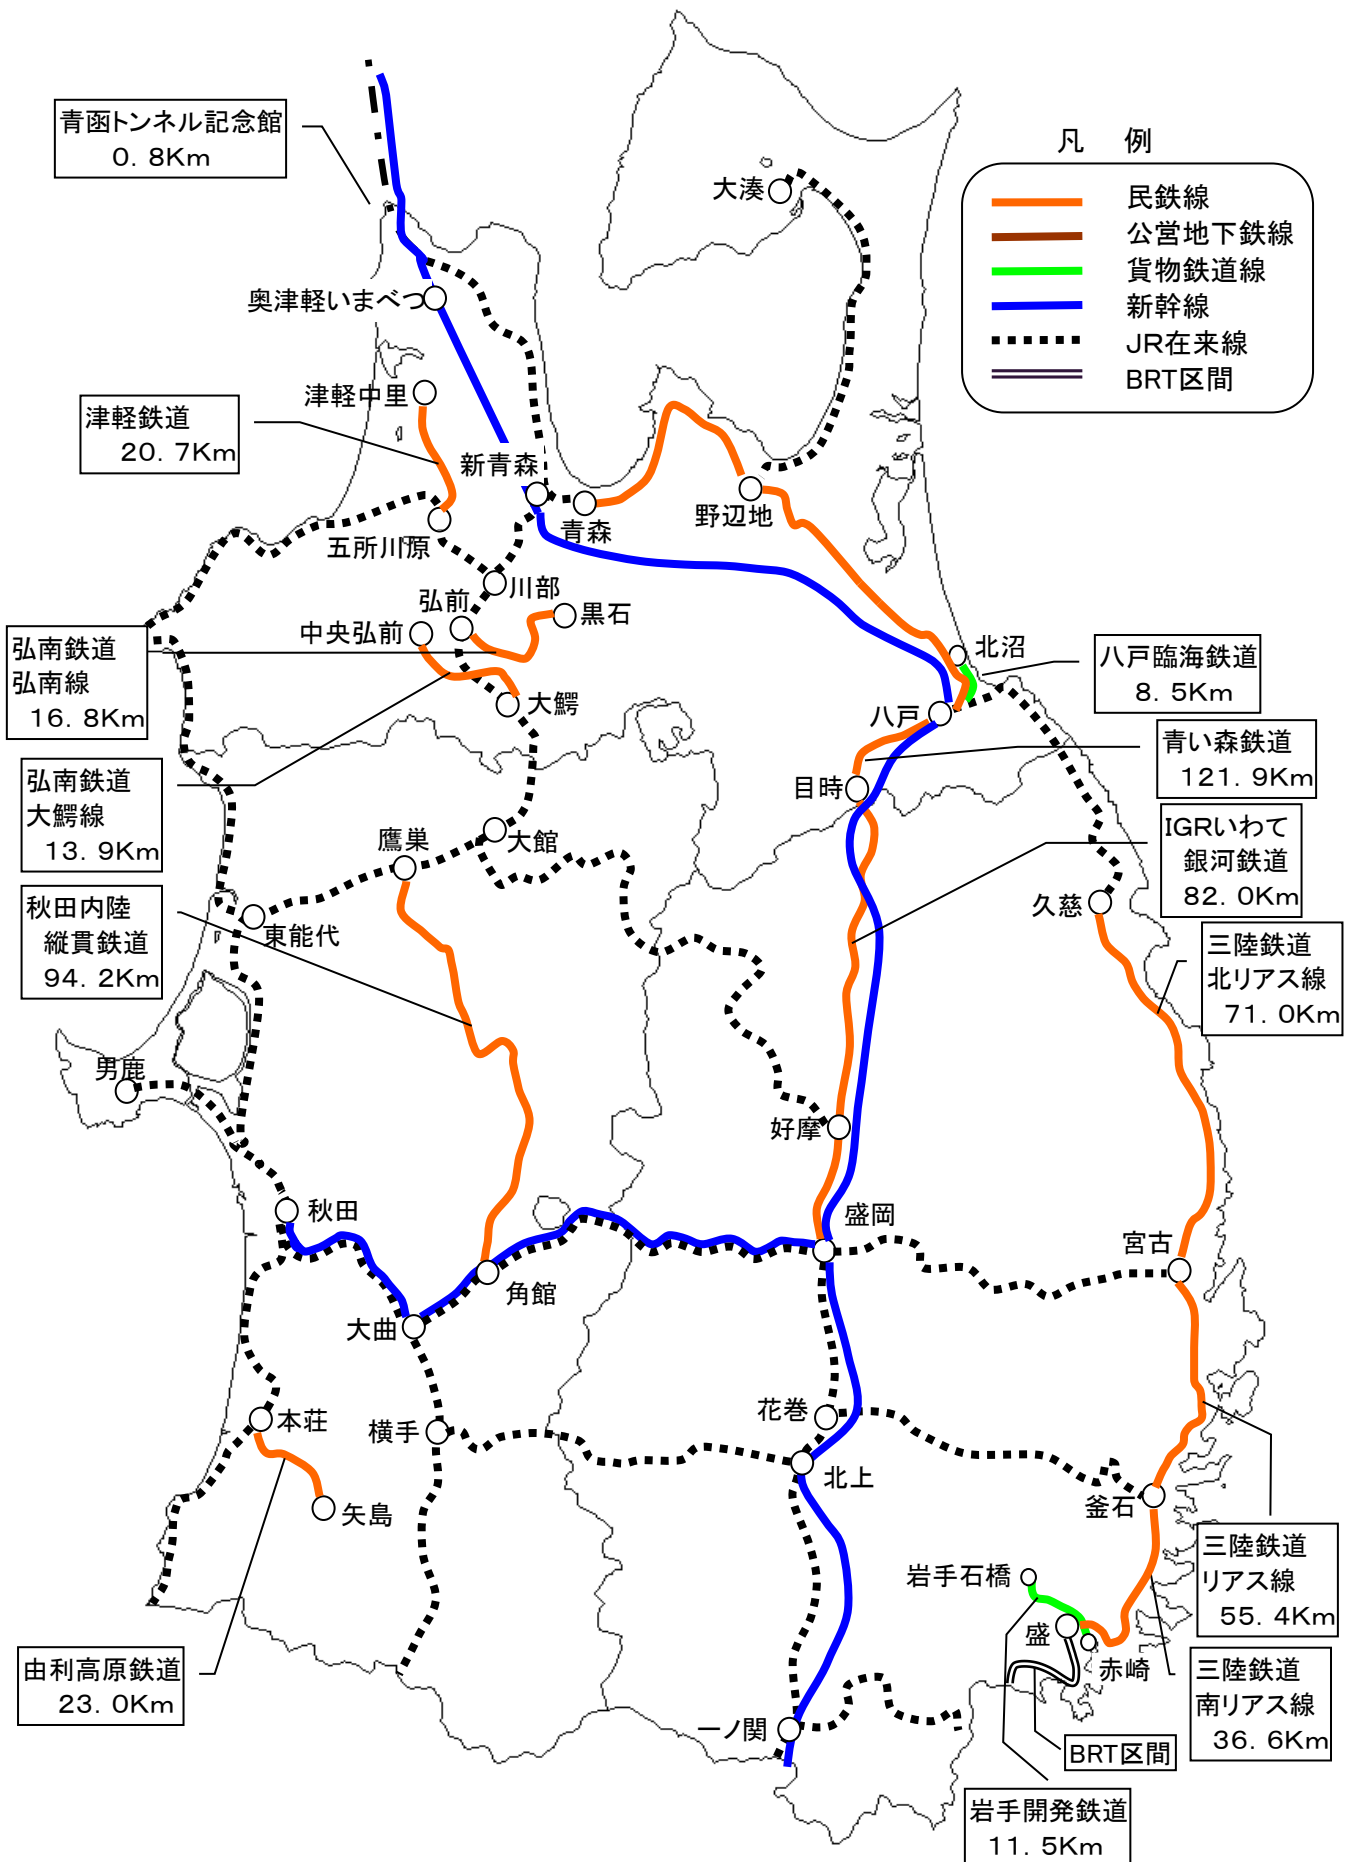 青函トンネル記念館
0. 8Km
凡 例
民鉄線
公営地下鉄線
貨物鉄道線
新幹線
JR在来線
BRT区間
大湊
奥津軽いまべつ
津軽中里
津軽鉄道
20. 7Km
新青森
青森
野辺地
五所川原
川部
弘前
黒石
中央弘前
北沼
弘南鉄道
弘南線
16. 8Km
八戸臨海鉄道
8. 5Km
大鰐
八戸
青い森鉄道
121. 9Km
弘南鉄道
大鰐線
13. 9Km
目時
IGRいわて
銀河鉄道
82. 0Km
鷹巣
大館
久慈
秋田内陸
縦貫鉄道
94. 2Km
東能代
三陸鉄道
北リアス線
71. 0Km
男鹿
好摩
秋田
盛岡
宮古
角館
大曲
本荘
横手
花巻
北上
釜石
矢島
三陸鉄道
リアス線
55. 4Km
岩手石橋
盛
赤崎
由利高原鉄道
23. 0Km
三陸鉄道
南リアス線
36. 6Km
一ノ関
BRT区間
岩手開発鉄道
11. 5Km